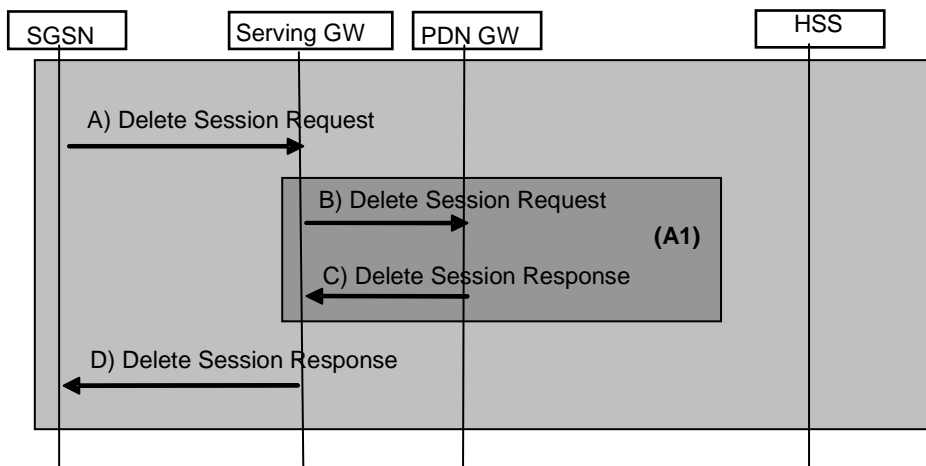 SGSN
Serving GW
PDN GW
HSS
A) Delete Session Request
B) Delete Session Request
(A1)
C) Delete Session Response
D) Delete Session Response